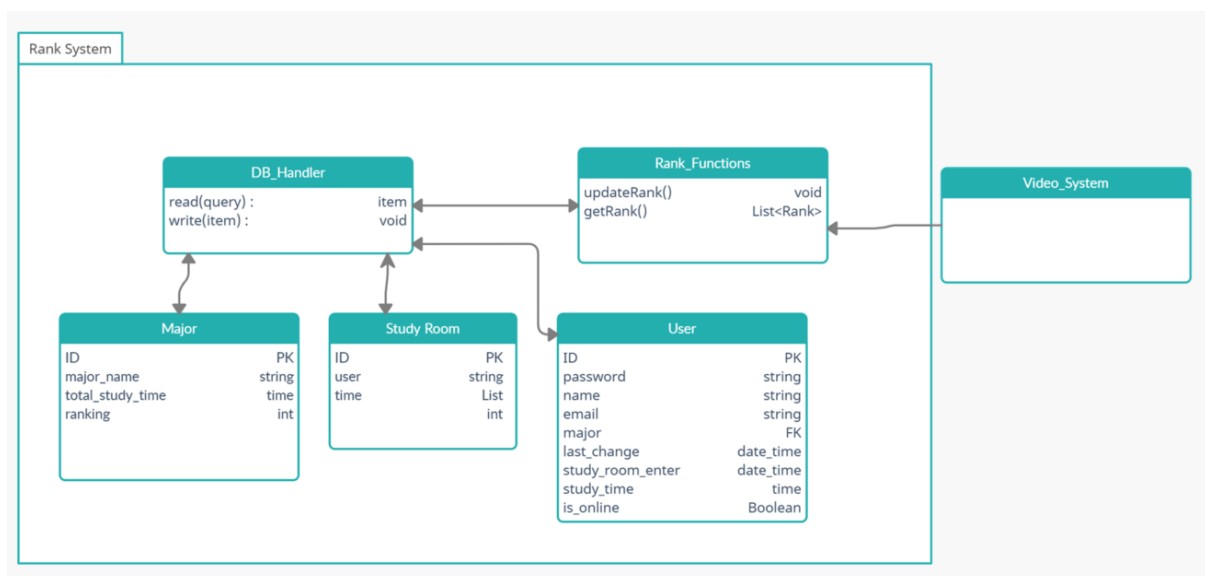 Rank System
DB_Handler
read(query) : item
write(item) : void
Rank_Functions
updateRank() void
getRank() List<Rank>
Video_System
Major
ID PK
major_name string
total_study_time time
ranking int
Study Room
ID PK
user string
time List
int
User
ID PK
password string
name string
email string
major FK
last_change date_time
study_room_enter date_time
study_time time
is_online Boolean